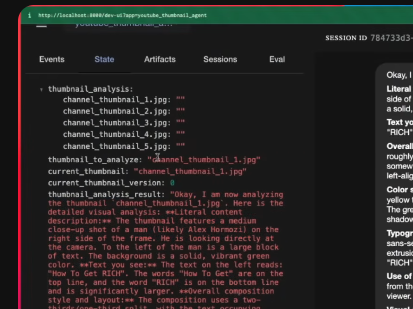 http://localhost:8000/dev-ui?app=youtube_thumbnail_agent
SESSION ID 784733d3-
Events State Artifacts Sessions Eval
thumbnail_analysis:
channel_thumbnail_1.jpg: ""
channel_thumbnail_2.jpg: ""
channel_thumbnail_3.jpg: ""
channel_thumbnail_4.jpg: ""
channel_thumbnail_5.jpg: ""
thumbnail_to_analyze: "channel_thumbnail_1.jpg"
current_thumbnail: "channel_thumbnail_1.jpg"
current_thumbnail_version: 0
thumbnail_analysis_result: "Okay, I am now analyzing
the thumbnail `channel_thumbnail_1.jpg`. Here is the
detailed visual analysis: **Literal content
description:** The thumbnail features a medium
close-up shot of a man (likely Alex Hormozi) on the
right side of the frame. He is looking directly at
the camera. To the left of the man is a large block
of text. The background is a solid, vibrant green
color. **Text you see:** The text on the left reads:
"How To Get RICH". The words "How To Get" are on the
top line, and the word "RICH" is on the bottom line
and is significantly larger. **Overall composition
style and layout:** The composition uses a two-
Okay, I
Literal
side of
a solid,
Text yo
"RICH".
Overall
roughly
somew
left-alig
Color s
yellow t
The gre
shadow
Typogr
sans-se
extrusio
"RICH"
Use of
from the
viewer.